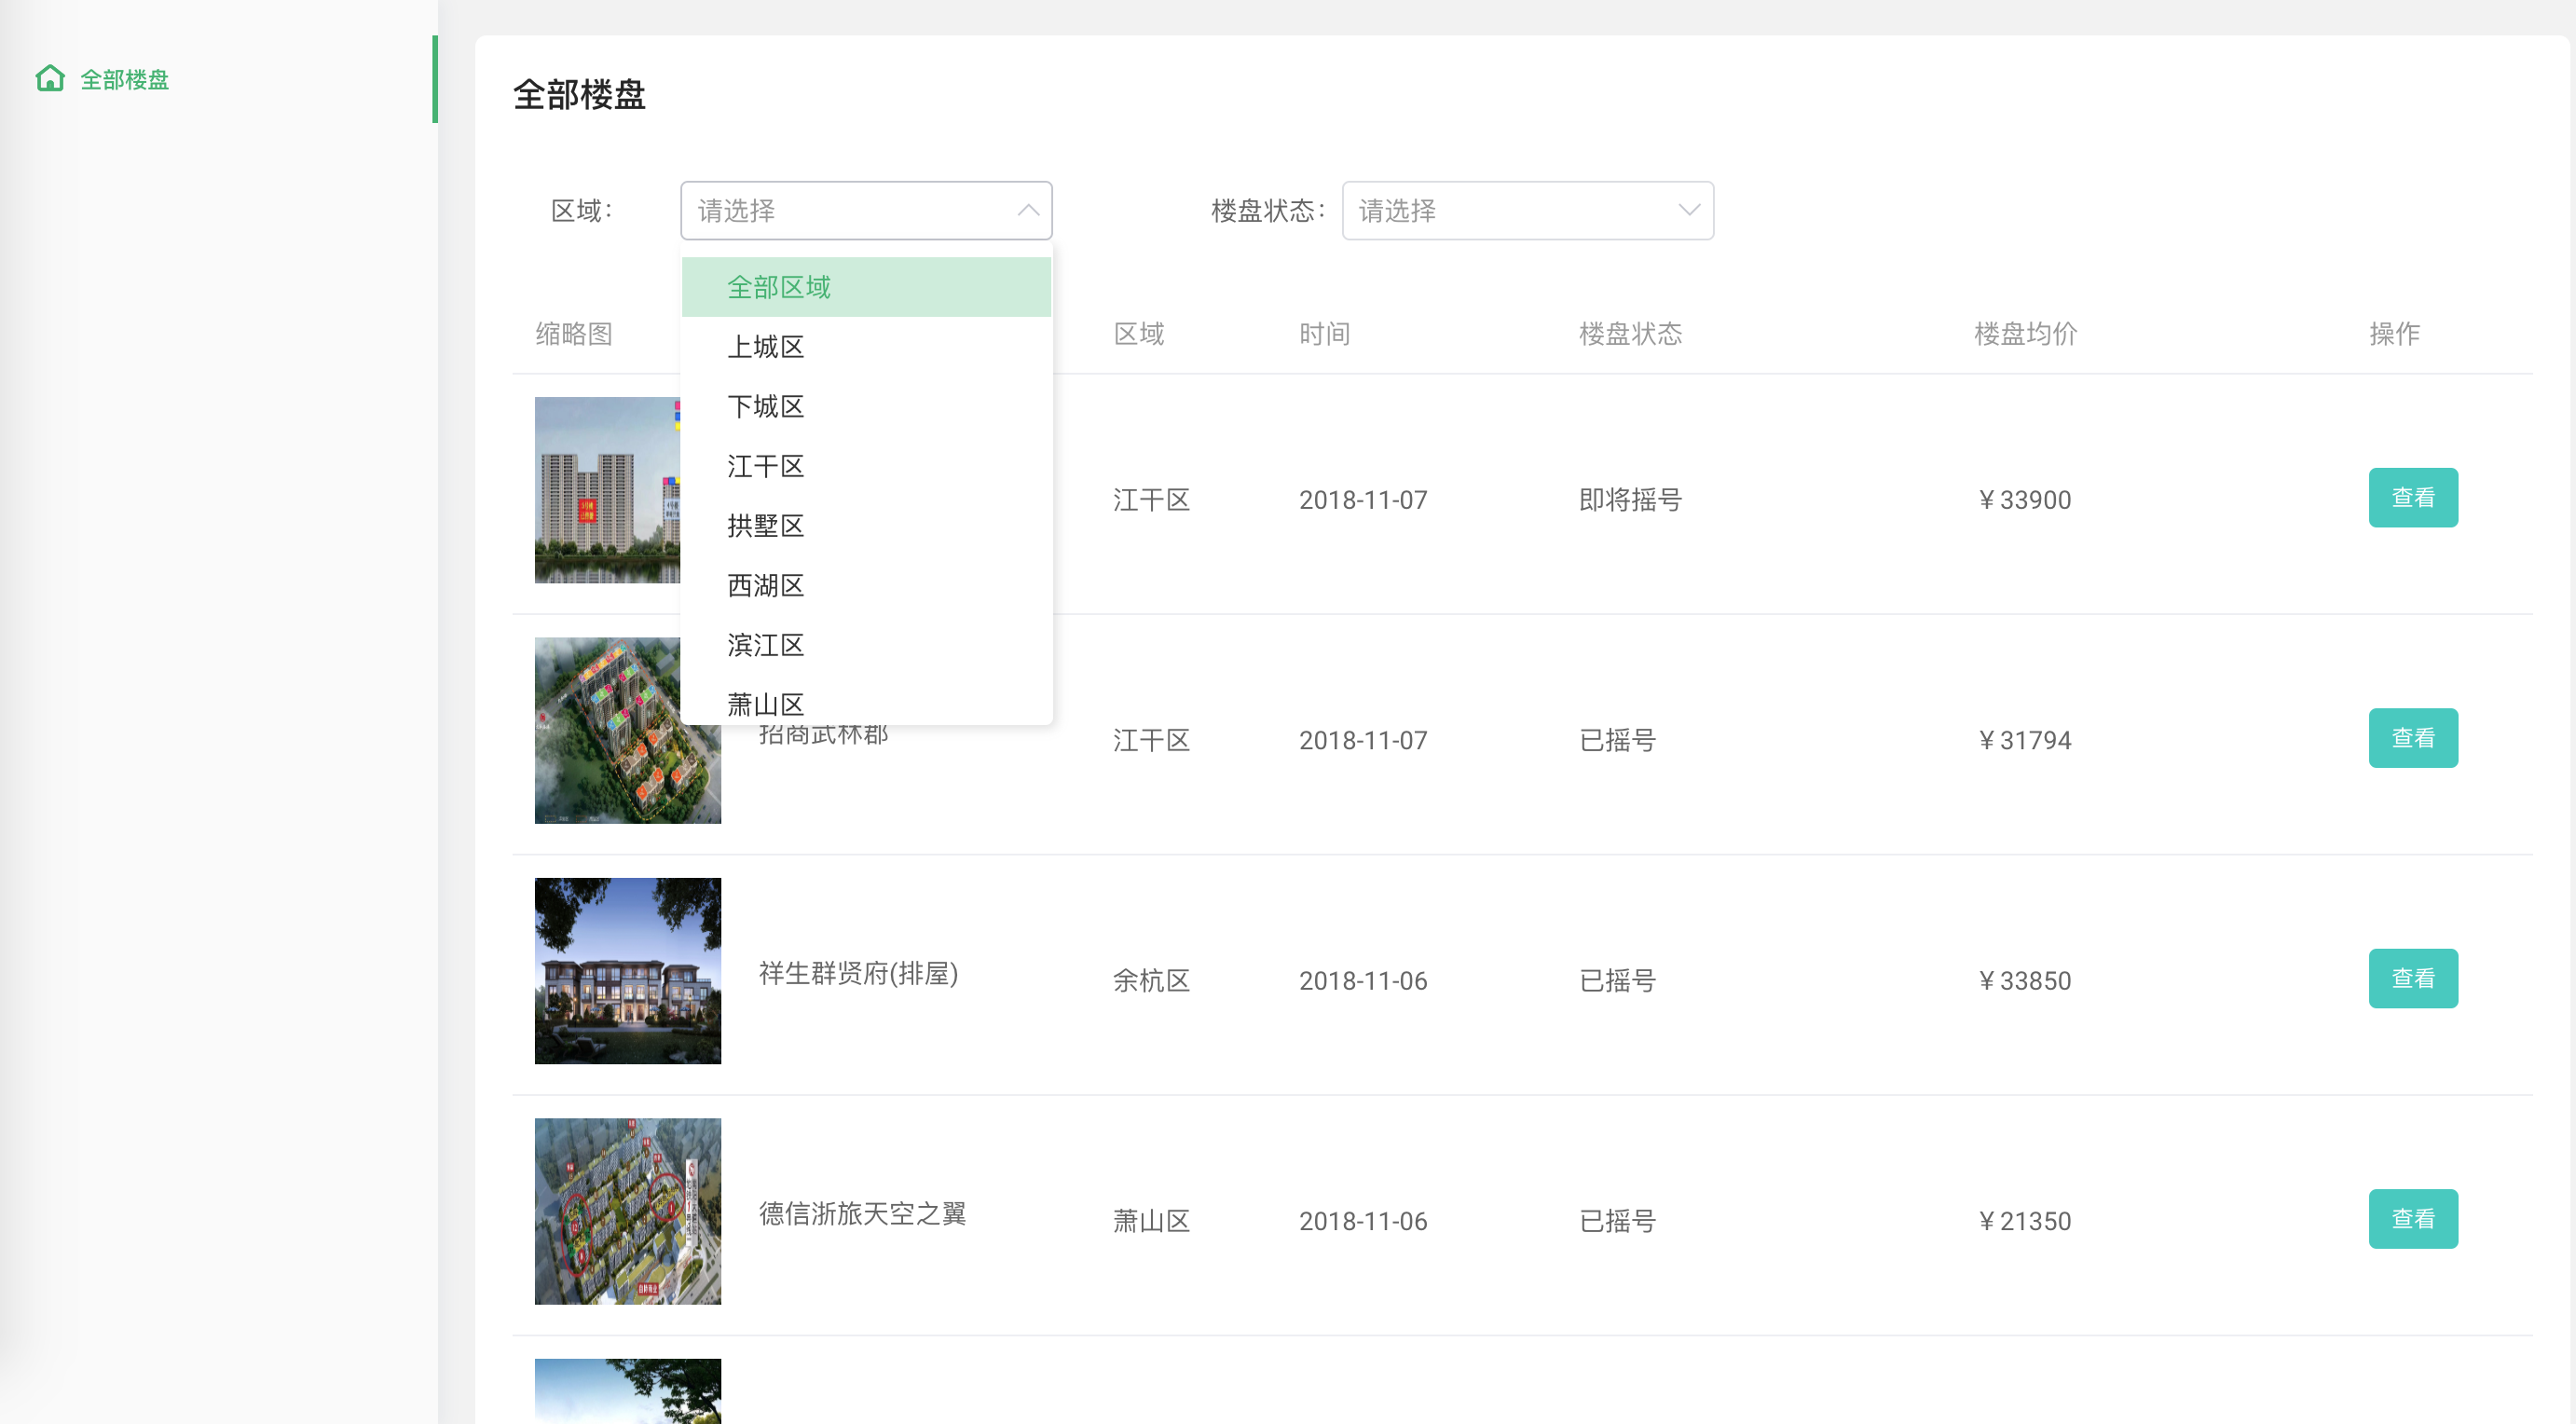 全部楼盘
全部楼盘
区域：
请选择
楼盘状态：
请选择
全部区域
上城区
下城区
江干区
拱墅区
西湖区
滨江区
萧山区
缩略图
区域
时间
楼盘状态
楼盘均价
操作
江干区
2018-11-07
即将摇号
￥33900
查看
招商武林郡
江干区
2018-11-07
已摇号
￥31794
查看
祥生群贤府(排屋)
余杭区
2018-11-06
已摇号
￥33850
查看
德信浙旅天空之翼
萧山区
2018-11-06
已摇号
￥21350
查看